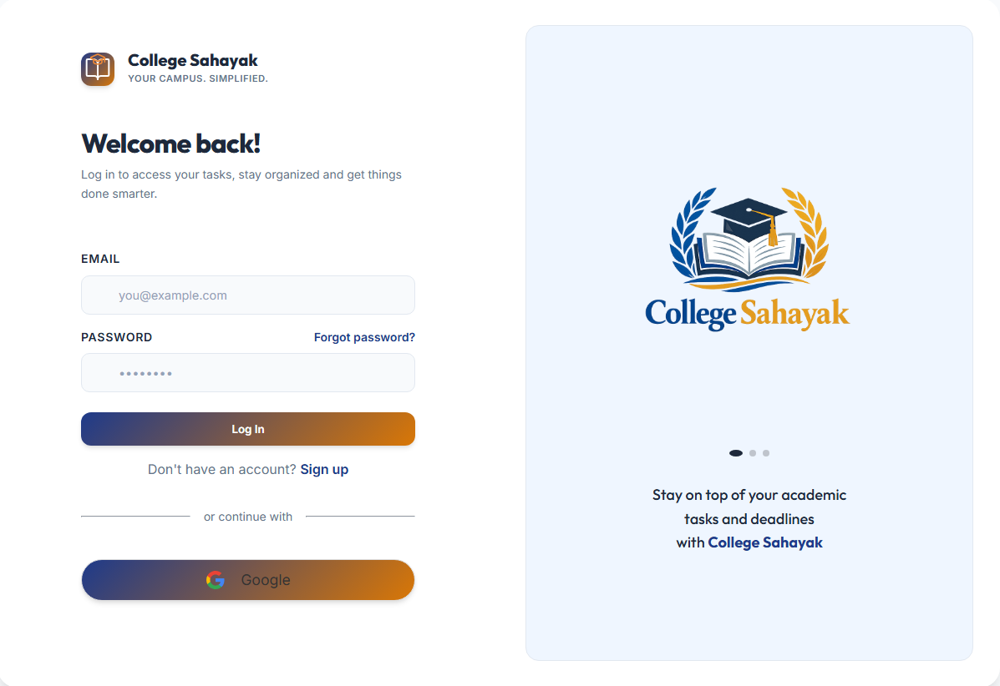 College Sahayak
YOUR CAMPUS. SIMPLIFIED.
Welcome back!
Log in to access your tasks, stay organized and get things
done smarter.
EMAIL
you@example.com
PASSWORD
Forgot password?
••••••••
Log In
Don't have an account? Sign up
or continue with
Google
College Sahayak
Stay on top of your academic
tasks and deadlines
with College Sahayak